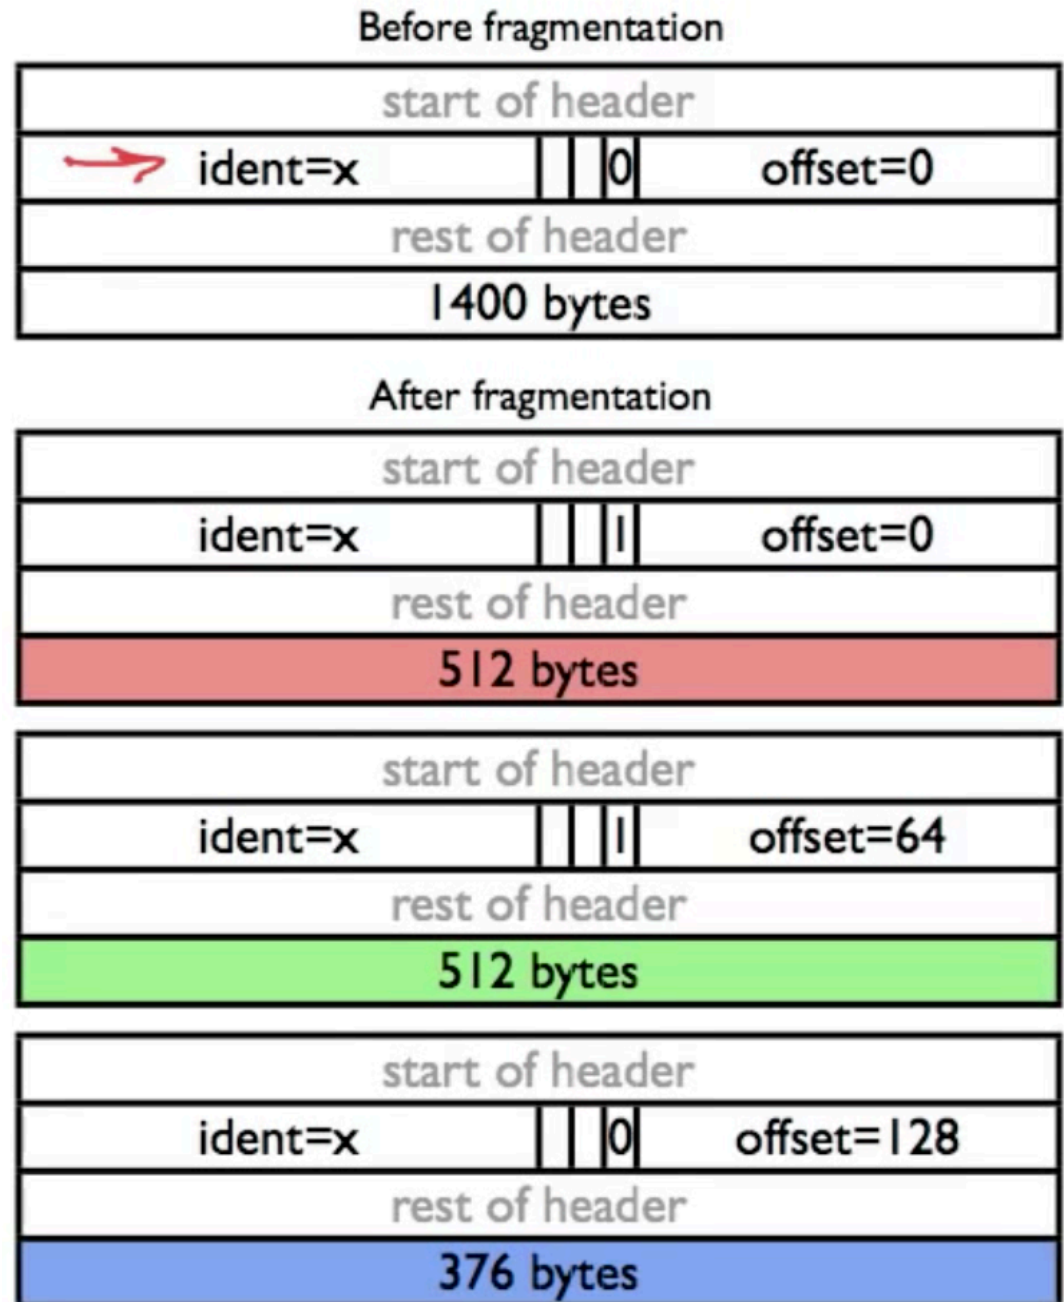 Before fragmentation
start of header
ident=x 0 offset=0
rest of header
1400 bytes
After fragmentation
start of header
ident=x 1 offset=0
rest of header
512 bytes
start of header
ident=x 1 offset=64
rest of header
512 bytes
start of header
ident=x 0 offset=128
rest of header
376 bytes